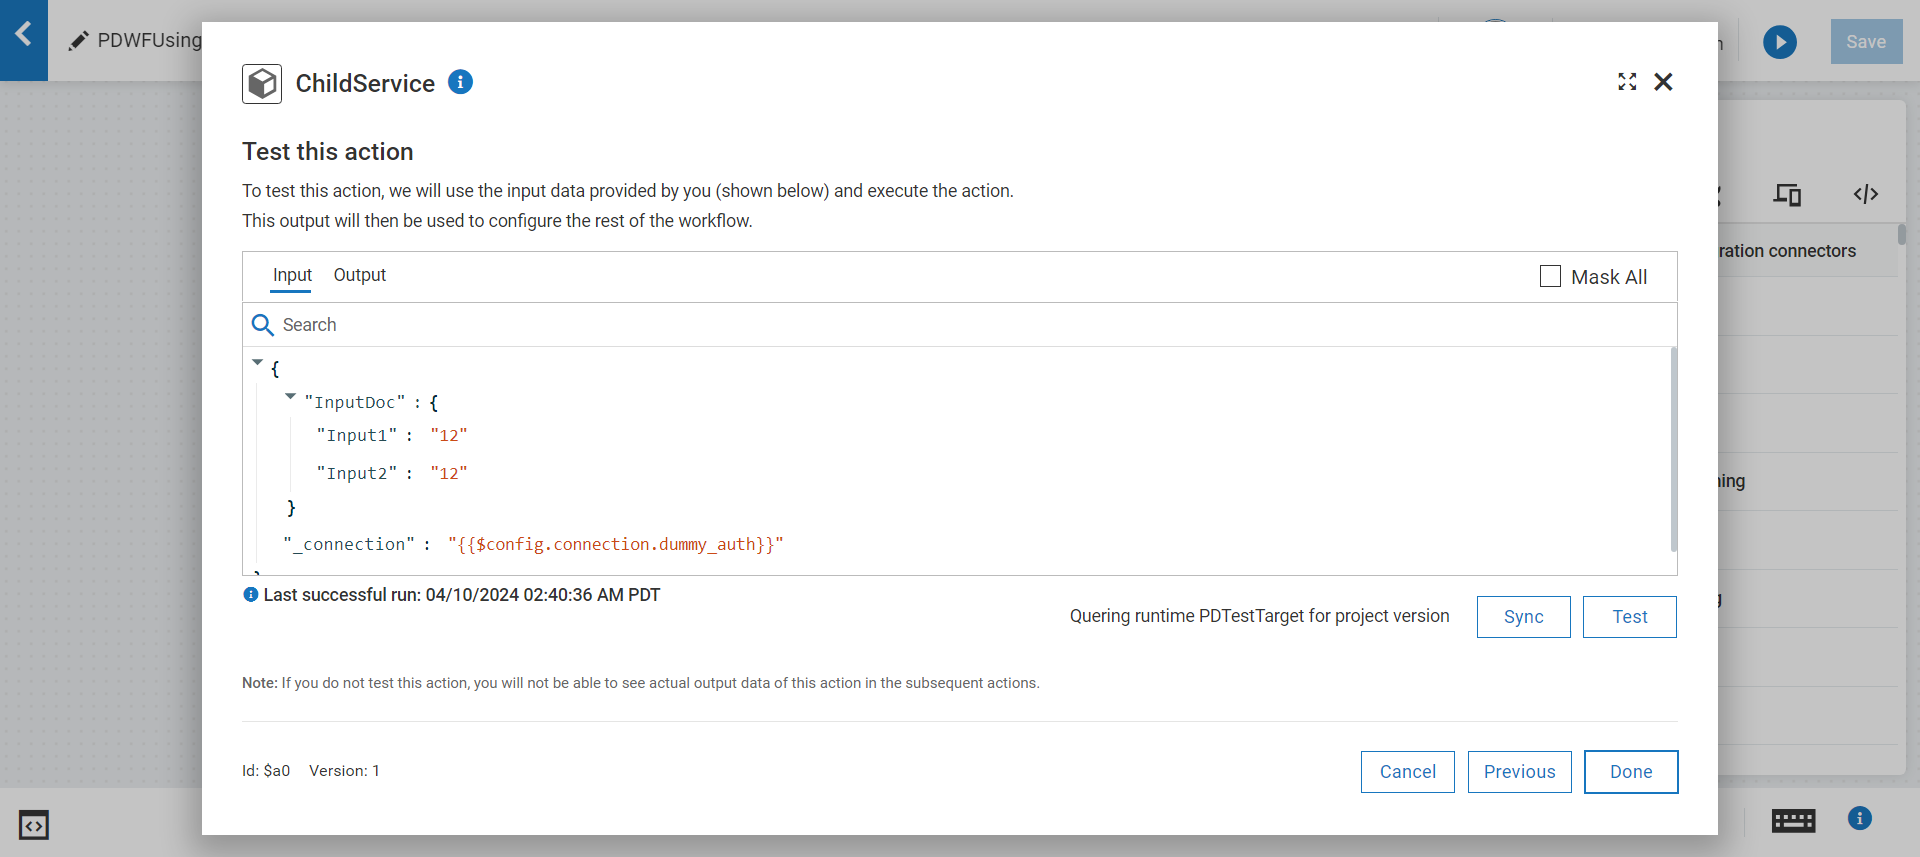 PDWFUsing
Save
ChildService
Test this action
To test this action, we will use the input data provided by you (shown below) and execute the action.
This output will then be used to configure the rest of the workflow.
Input Output
Mask All
Search
{
"InputDoc" : {
"Input1" : "12"
"Input2" : "12"
}
"_connection" : "{{$config.connection.dummy_auth}}"
Last successful run: 04/10/2024 02:40:36 AM PDT
Quering runtime PDTestTarget for project version
Sync
Test
Note: If you do not test this action, you will not be able to see actual output data of this action in the subsequent actions.
Id: $a0 Version: 1
Cancel
Previous
Done
ration connectors